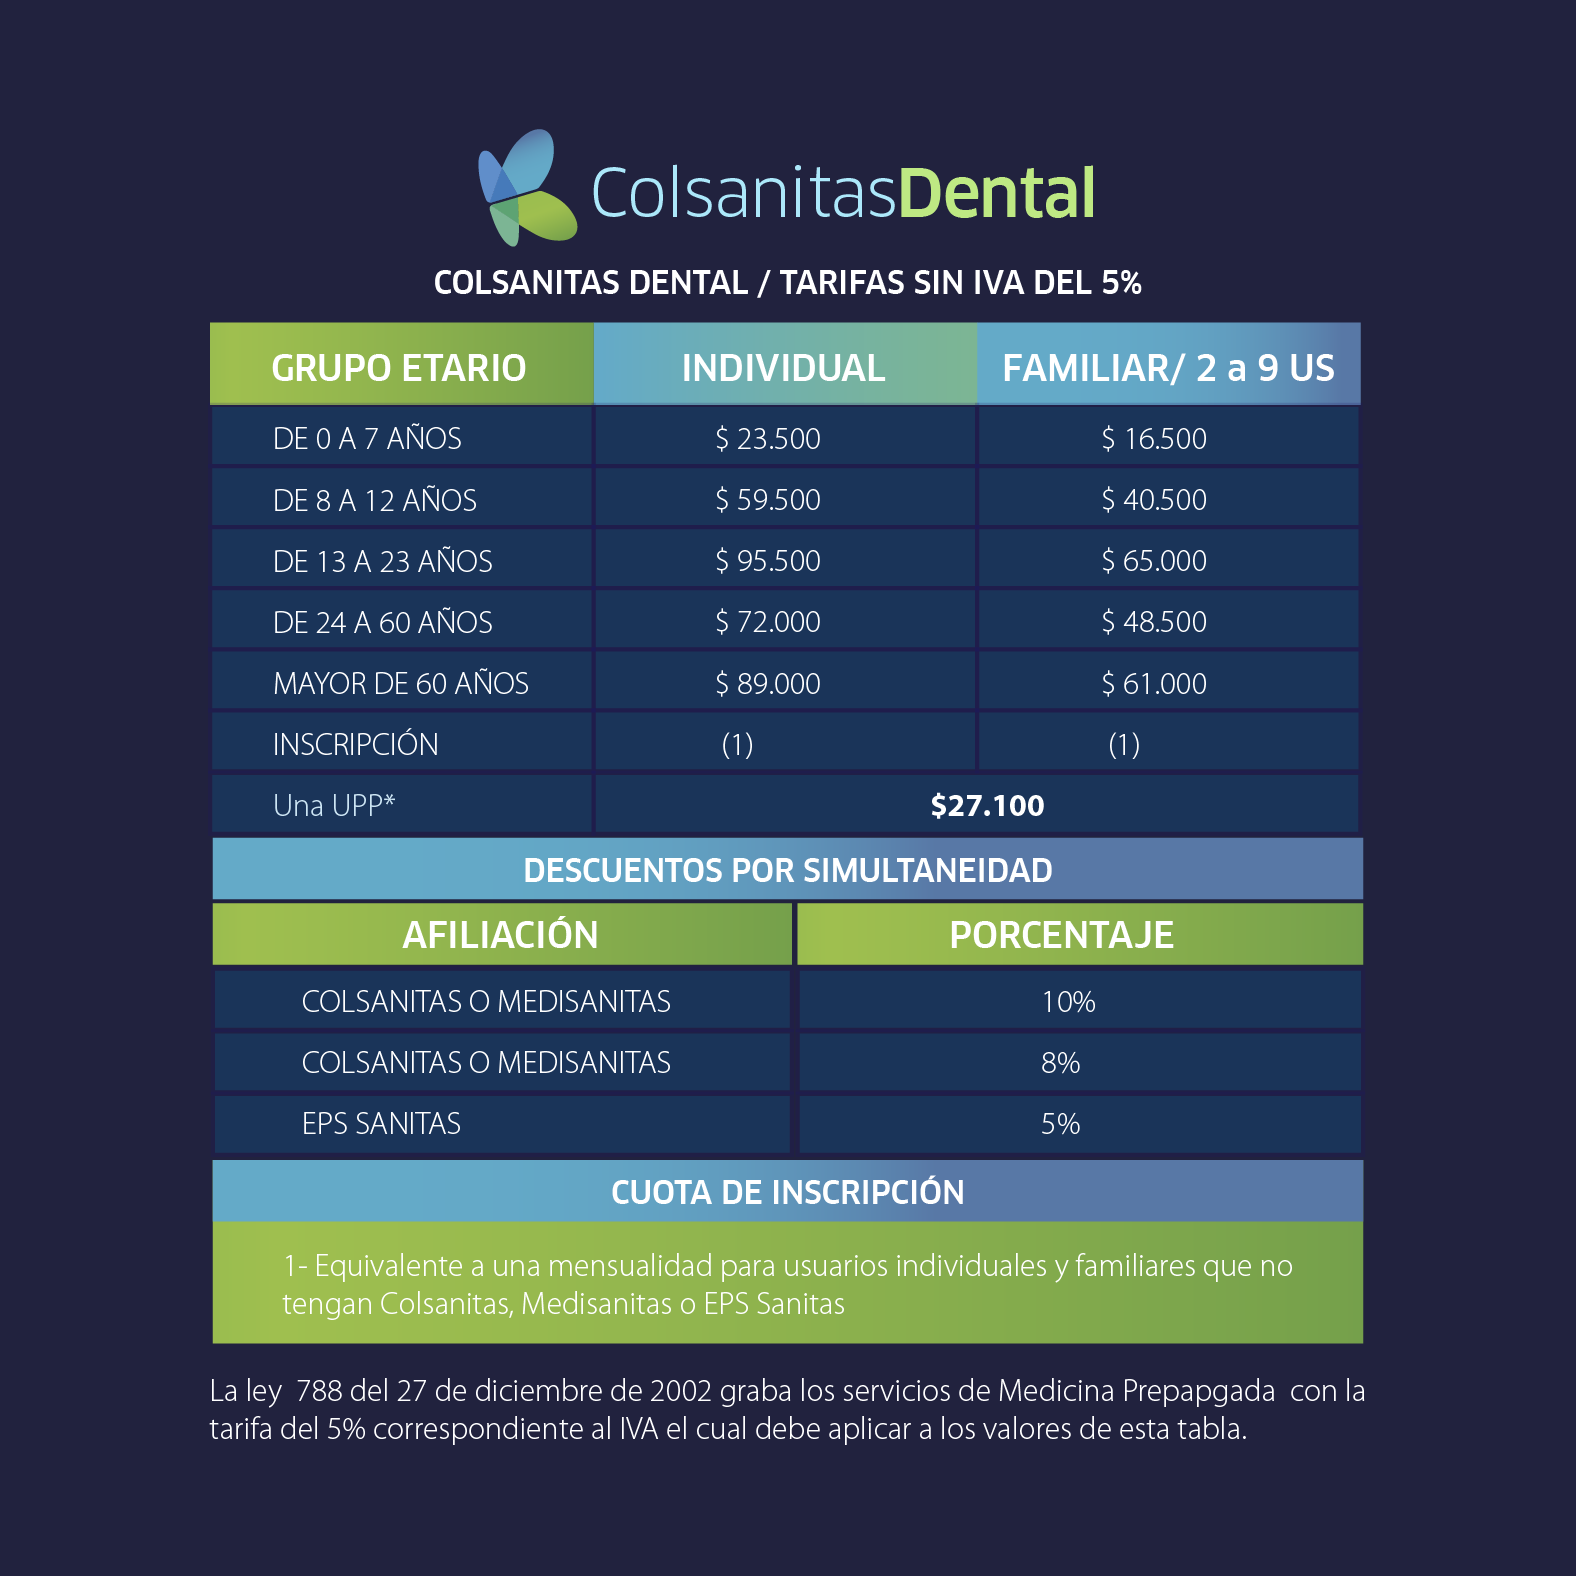 ColsanitasDental
COLSANITAS DENTAL / TARIFAS SIN IVA DEL 5%
GRUPO ETARIO INDIVIDUAL FAMILIAR/ 2 a 9 US
DE 0 A 7 AÑOS $ 23.500 $ 16.500
DE 8 A 12 AÑOS $ 59.500 $ 40.500
DE 13 A 23 AÑOS $ 95.500 $ 65.000
DE 24 A 60 AÑOS $ 72.000 $ 48.500
MAYOR DE 60 AÑOS $ 89.000 $ 61.000
INSCRIPCIÓN (1) (1)
Una UPP* $27.100
DESCUENTOS POR SIMULTANEIDAD
AFILIACIÓN PORCENTAJE
COLSANITAS O MEDISANITAS 10%
COLSANITAS O MEDISANITAS 8%
EPS SANITAS 5%
CUOTA DE INSCRIPCIÓN
1- Equivalente a una mensualidad para usuarios individuales y familiares que no
tengan Colsanitas, Medisanitas o EPS Sanitas
La ley 788 del 27 de diciembre de 2002 graba los servicios de Medicina Prepapgada con la
tarifa del 5% correspondiente al IVA el cual debe aplicar a los valores de esta tabla.